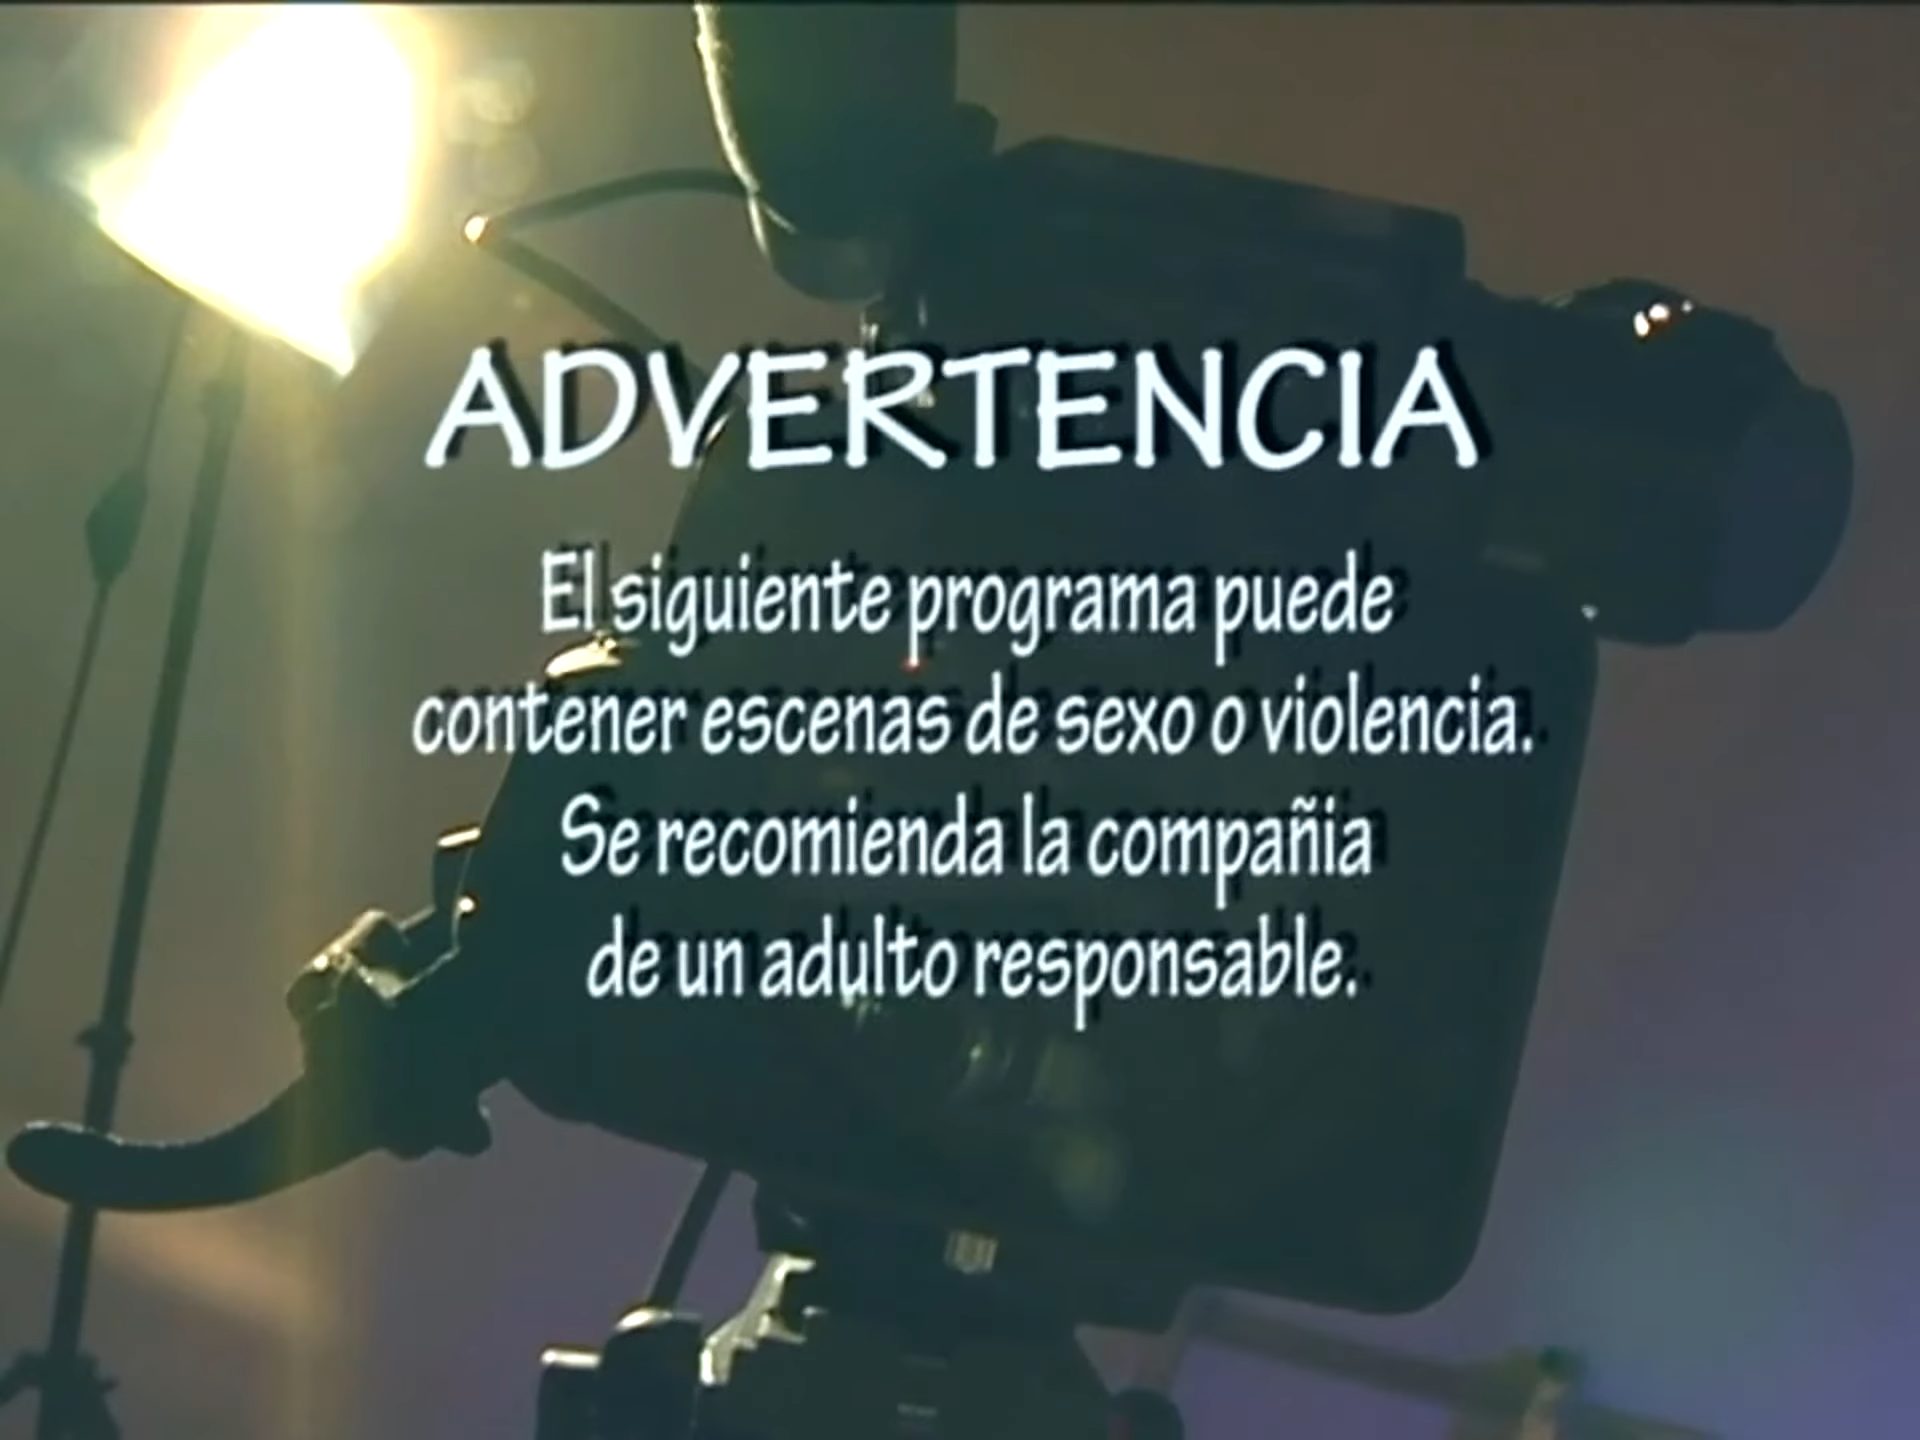 ADVERTENCIA
El siguiente programa puede
contener escenas de sexo o violencia.
Se recomienda la compañia
de un adulto responsable.